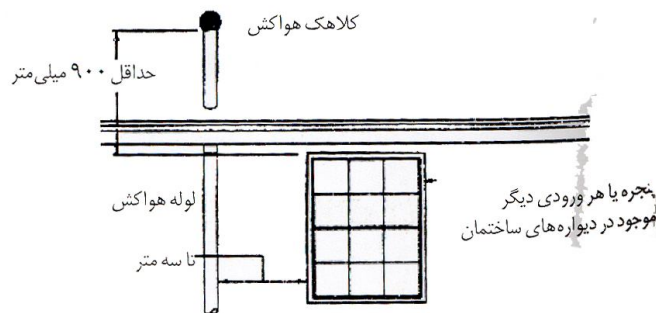 کلاهک هواکش
حداقل ۹۰۰ میلی‌متر
لوله هواکش
پنجره یا هر ورودی دیگر
موجود در دیواره‌های ساختمان
تا سه متر